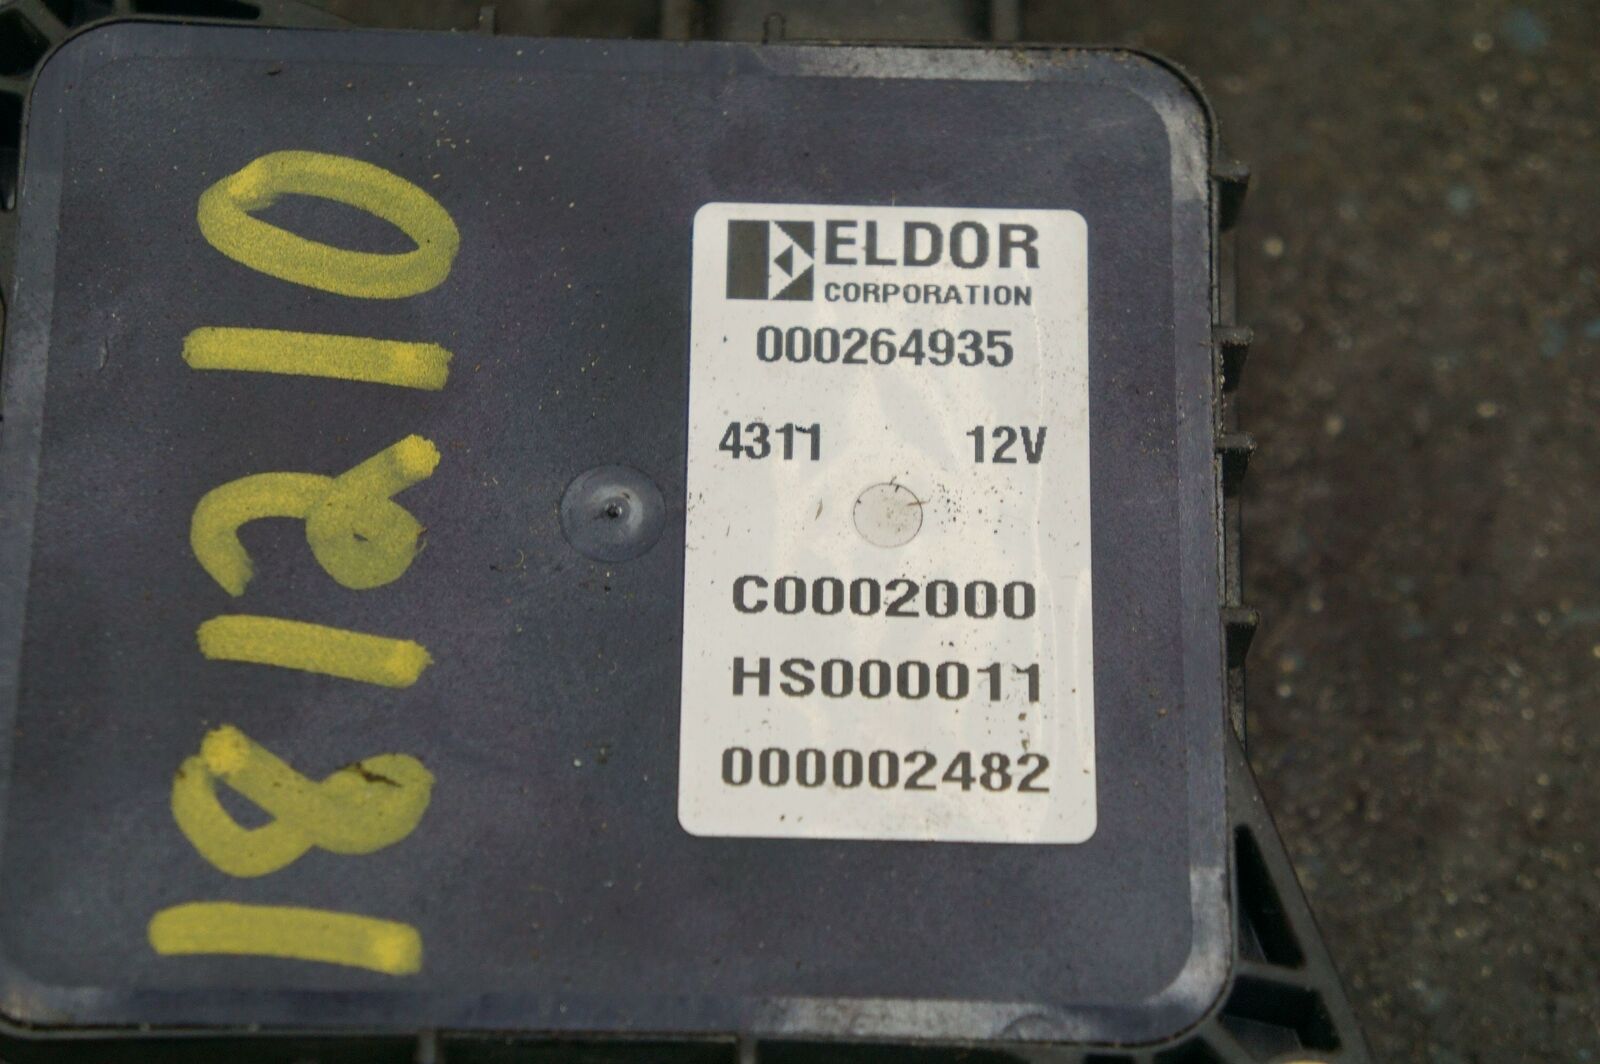 ELDOR
CORPORATION
000264935
4311 12V
C0002000
HS000011
000002482
181210